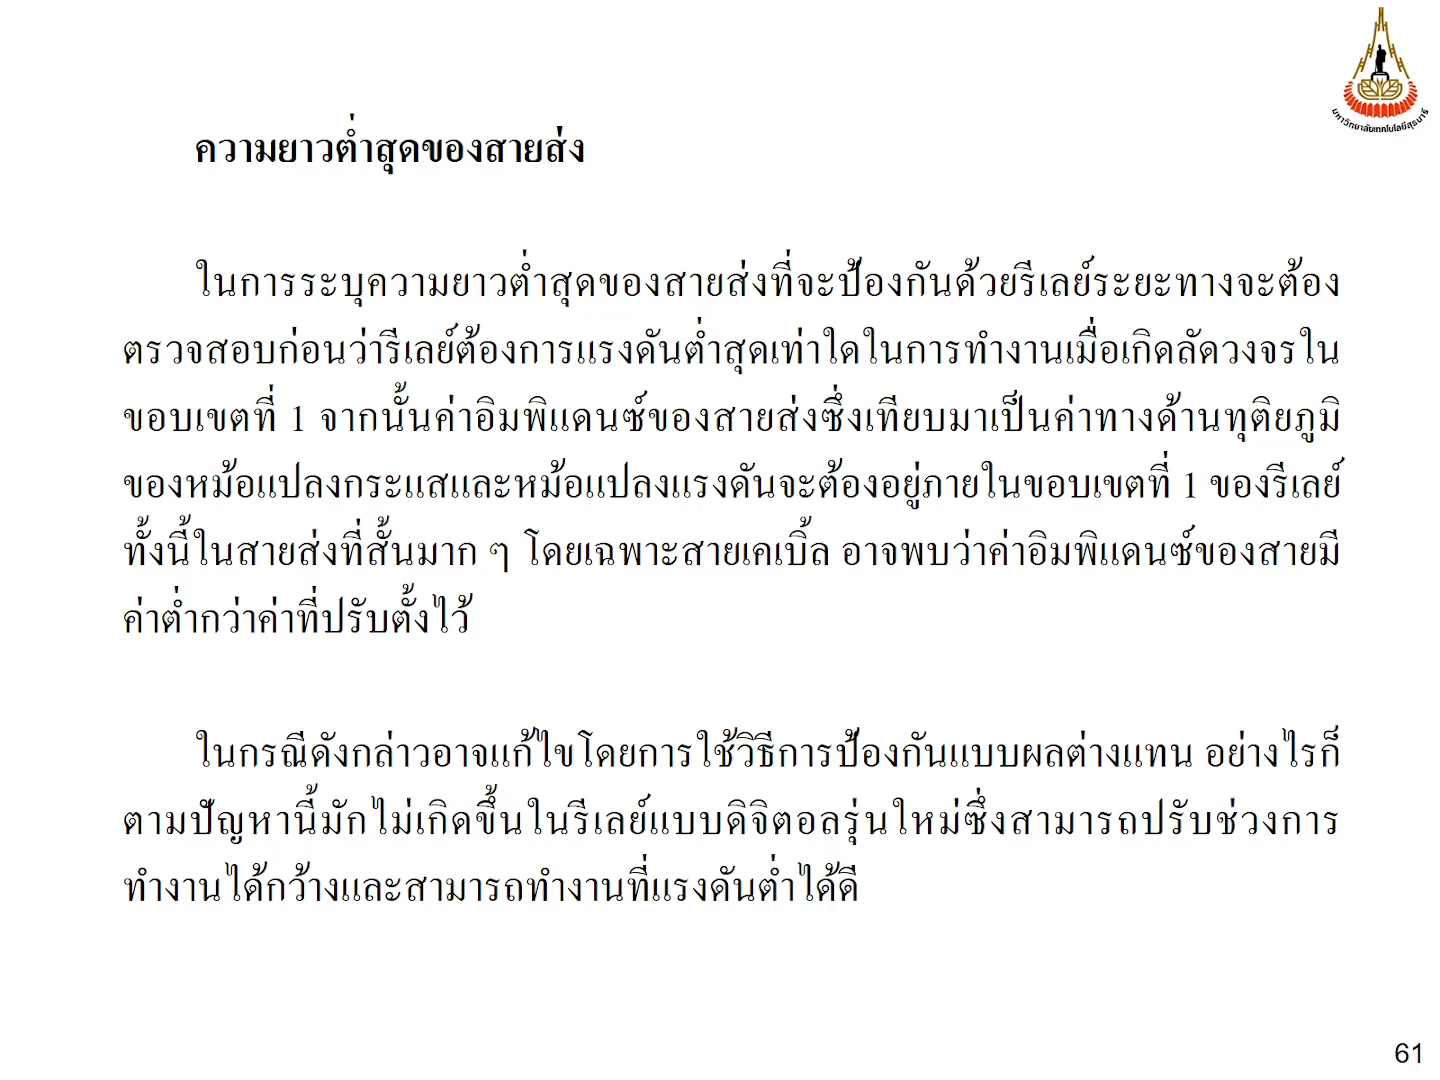 มหาวิทยาลัยเทคโนโลยีสุรนารี
ความยาวต่ำสุดของสายส่ง
ในการระบุความยาวต่ำสุดของสายส่งที่จะป้องกันด้วยรีเลย์ระยะทางจะต้อง
ตรวจสอบก่อนว่ารีเลย์ต้องการแรงดันต่ำสุดเท่าใดในการทำงานเมื่อเกิดลัดวงจรใน
ขอบเขตที่ 1 จากนั้นค่าอิมพิแดนซ์ของสายส่งซึ่งเทียบมาเป็นค่าทางด้านทุติยภูมิ
ของหม้อแปลงกระแสและหม้อแปลงแรงดันจะต้องอยู่ภายในขอบเขตที่ 1 ของรีเลย์
ทั้งนี้ในสายส่งที่สั้นมาก ๆ โดยเฉพาะสายเคเบิ้ล อาจพบว่าค่าอิมพิแดนซ์ของสายมี
ค่าต่ำกว่าค่าที่ปรับตั้งไว้
ในกรณีดังกล่าวอาจแก้ไขโดยการใช้วิธีการป้องกันแบบผลต่างแทน อย่างไรก็
ตามปัญหานี้มักไม่เกิดขึ้นในรีเลย์แบบดิจิตอลรุ่นใหม่ซึ่งสามารถปรับช่วงการ
ทำงานได้กว้างและสามารถทำงานที่แรงดันต่ำได้ดี
61